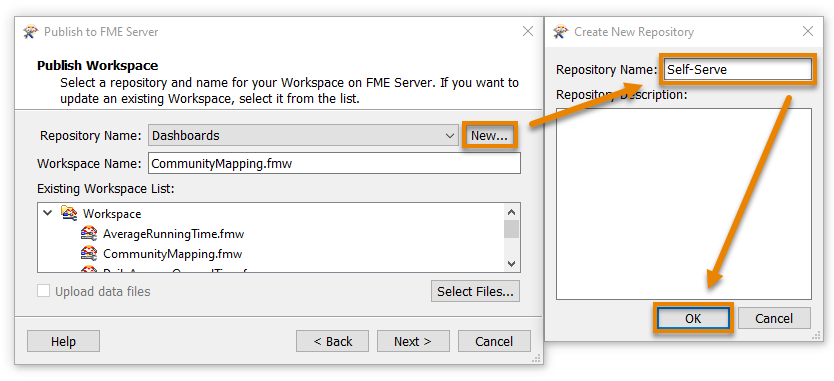 Publish to FME Server
Publish Workspace
Select a repository and name for your Workspace on FME Server. If you want to
update an existing Workspace, select it from the list.
Repository Name: Dashboards New...
Workspace Name: CommunityMapping.fmw
Existing Workspace List:
Workspace
AverageRunningTime.fmw
CommunityMapping.fmw
Upload data files Select Files...
Help < Back Next > Cancel
Create New Repository
Repository Name: Self-Serve
Repository Description:
OK Cancel